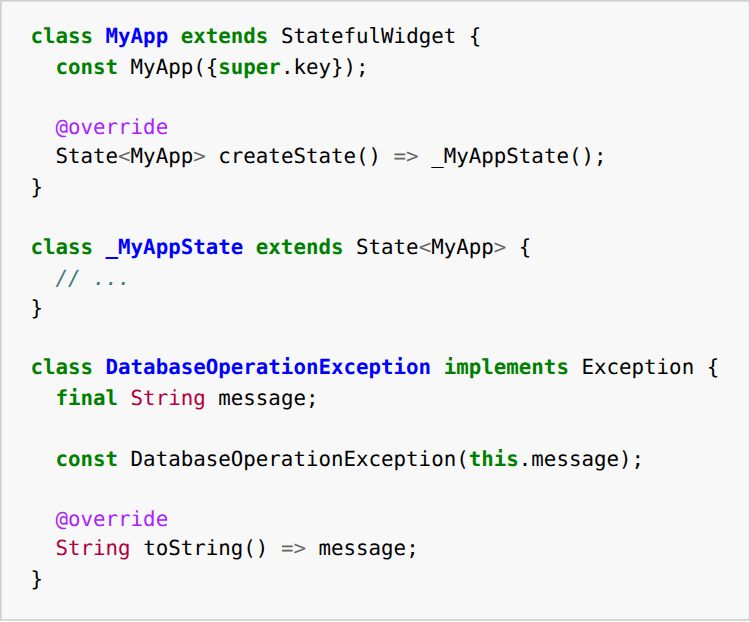 class MyApp extends StatefulWidget {
  const MyApp({super.key});

  @override
  State<MyApp> createState() => _MyAppState();
}

class _MyAppState extends State<MyApp> {
  // ...
}

class DatabaseOperationException implements Exception {
  final String message;

  const DatabaseOperationException(this.message);

  @override
  String toString() => message;
}